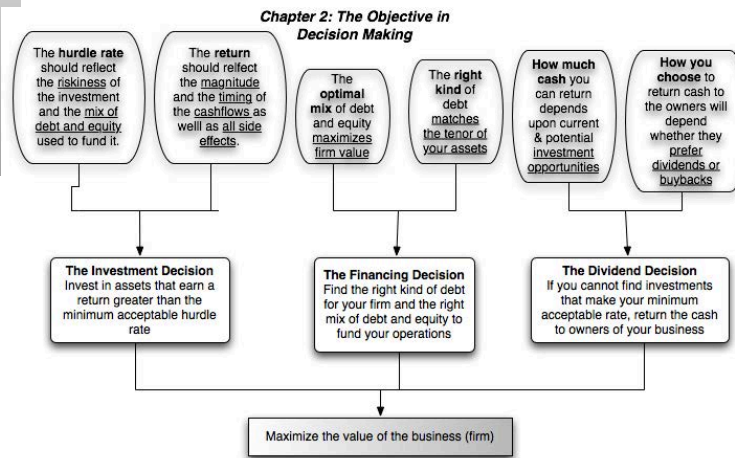 Chapter 2: The Objective in
Decision Making
The hurdle rate
should reflect
the riskiness of
the investment
and the mix of
debt and equity
used to fund it.
The return
should relfect
the magnitude
and the timing of
the cashflows as
welll as all side
effects.
The
optimal
mix of debt
and equity
maximizes
firm value
The right
kind of
debt
matches
the tenor of
your assets
How much
cash you
can return
depends
upon current
& potential
investment
opportunities
How you
choose to
return cash to
the owners will
depend
whether they
prefer
dividends or
buybacks
The Investment Decision
Invest in assets that earn a
return greater than the
minimum acceptable hurdle
rate
The Financing Decision
Find the right kind of debt
for your firm and the right
mix of debt and equity to
fund your operations
The Dividend Decision
If you cannot find investments
that make your minimum
acceptable rate, return the cash
to owners of your business
Maximize the value of the business (firm)